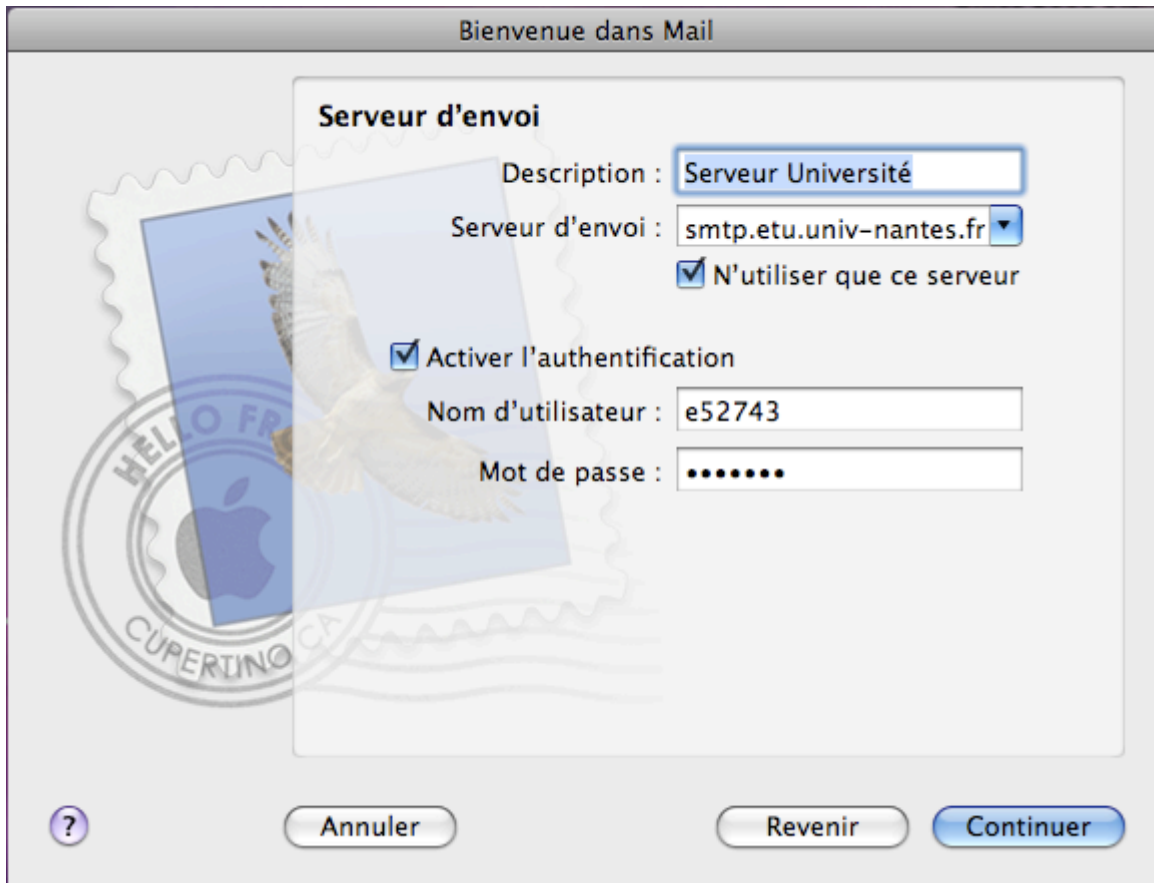 Bienvenue dans Mail
Serveur d'envoi
Description : Serveur Université
Serveur d'envoi : smtp.etu.univ-nantes.fr
N'utiliser que ce serveur
Activer l'authentification
Nom d'utilisateur : e52743
Mot de passe : •••••••
HELLO FR
CUPERTINO CA
? Annuler Revenir Continuer